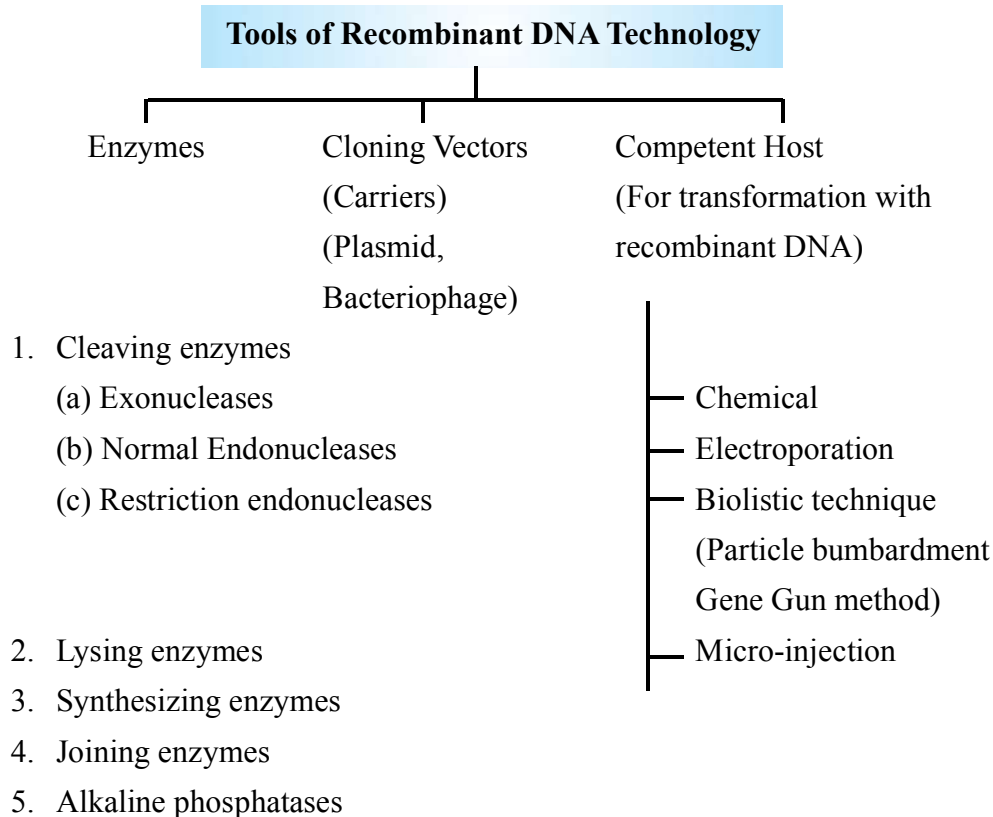 Tools of Recombinant DNA Technology
Enzymes
Cloning Vectors
(Carriers)
(Plasmid,
Bacteriophage)
Competent Host
(For transformation with
recombinant DNA)
1. Cleaving enzymes
(a) Exonucleases
(b) Normal Endonucleases
(c) Restriction endonucleases
2. Lysing enzymes
3. Synthesizing enzymes
4. Joining enzymes
5. Alkaline phosphatases
Chemical
Electroporation
Biolistic technique
(Particle bumbardment
Gene Gun method)
Micro-injection